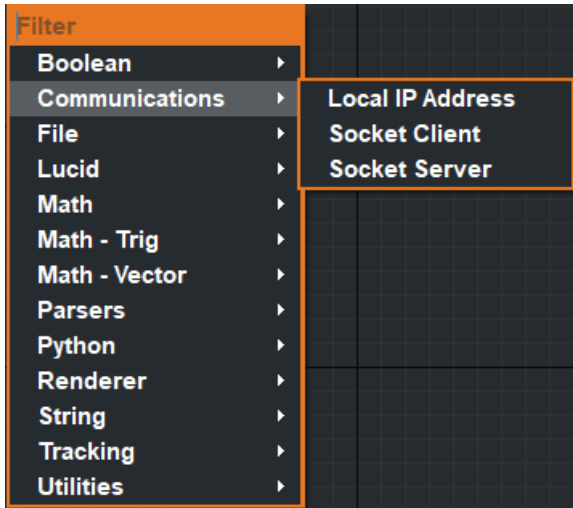 Filter
Boolean
Communications
File
Lucid
Math
Math - Trig
Math - Vector
Parsers
Python
Renderer
String
Tracking
Utilities
Local IP Address
Socket Client
Socket Server